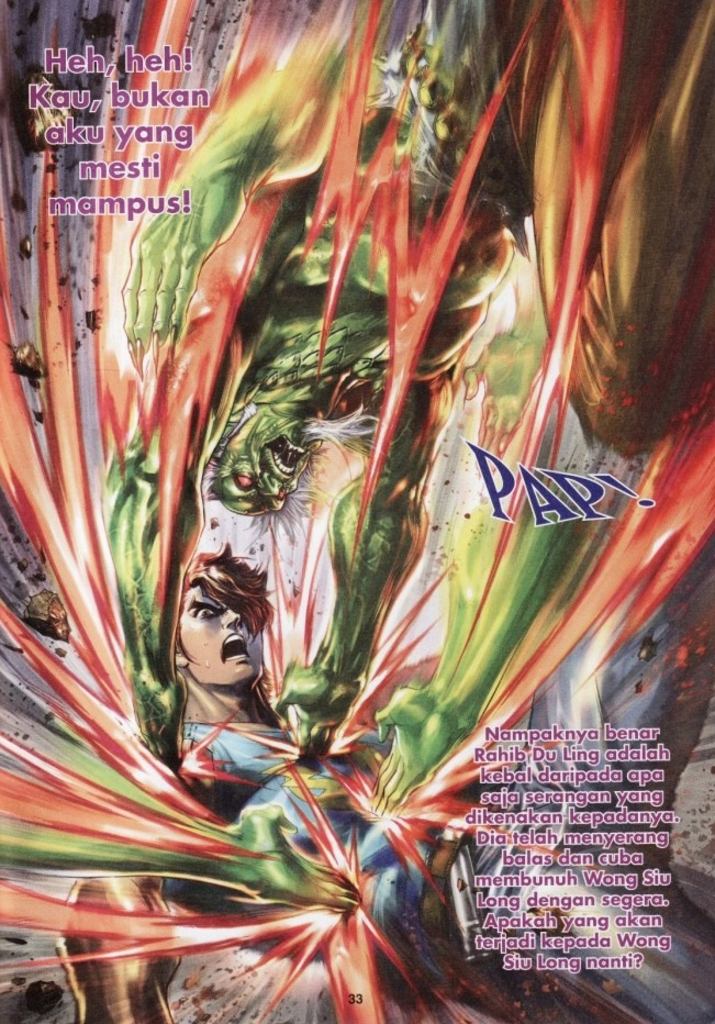 Heh, heh!
Kau, bukan
aku yang
mesti
mampus!
PAP!
Nampaknya benar
Rahib Du Ling adalah
kebal daripada apa
saja serangan yang
dikenakan kepadanya.
Dia telah menyerang
balas dan cuba
membunuh Wong Siu
Long dengan segera.
Apakah yang akan
terjadi kepada Wong
Siu Long nanti?
33